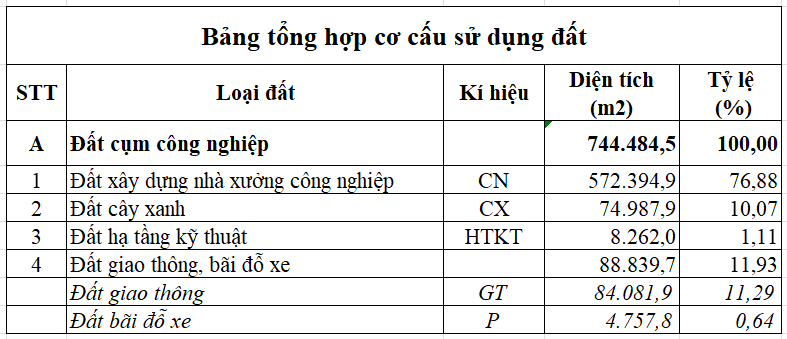 Bảng tổng hợp cơ cấu sử dụng đất
STT Loại đất Kí hiệu Diện tích (m2) Tỷ lệ (%)
A Đất cụm công nghiệp 744.484,5 100,00
1 Đất xây dựng nhà xưởng công nghiệp CN 572.394,9 76,88
2 Đất cây xanh CX 74.987,9 10,07
3 Đất hạ tầng kỹ thuật HTKT 8.262,0 1,11
4 Đất giao thông, bãi đỗ xe 88.839,7 11,93
Đất giao thông GT 84.081,9 11,29
Đất bãi đỗ xe P 4.757,8 0,64